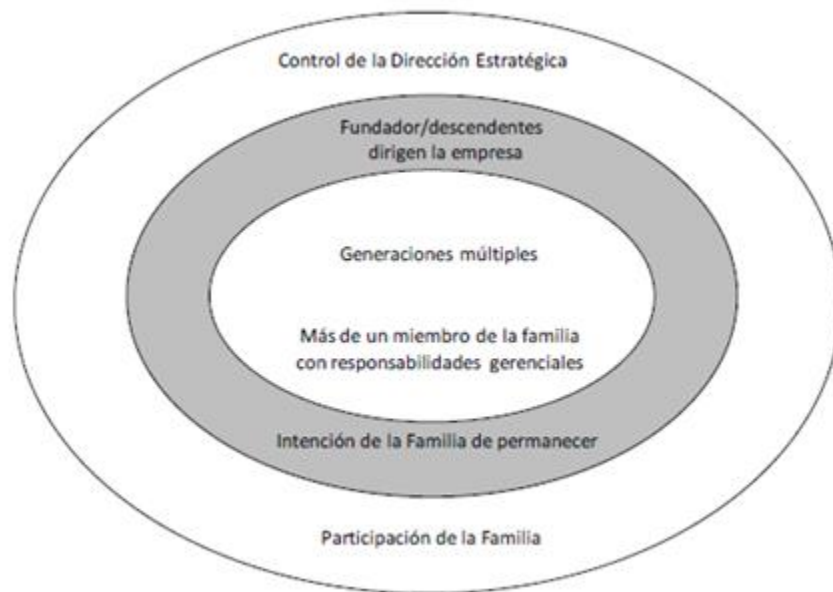 Control de la Dirección Estratégica
Fundador/descendentes
dirigen la empresa
Generaciones múltiples
Más de un miembro de la familia
con responsabilidades gerenciales
Intención de la Familia de permanecer
Participación de la Familia